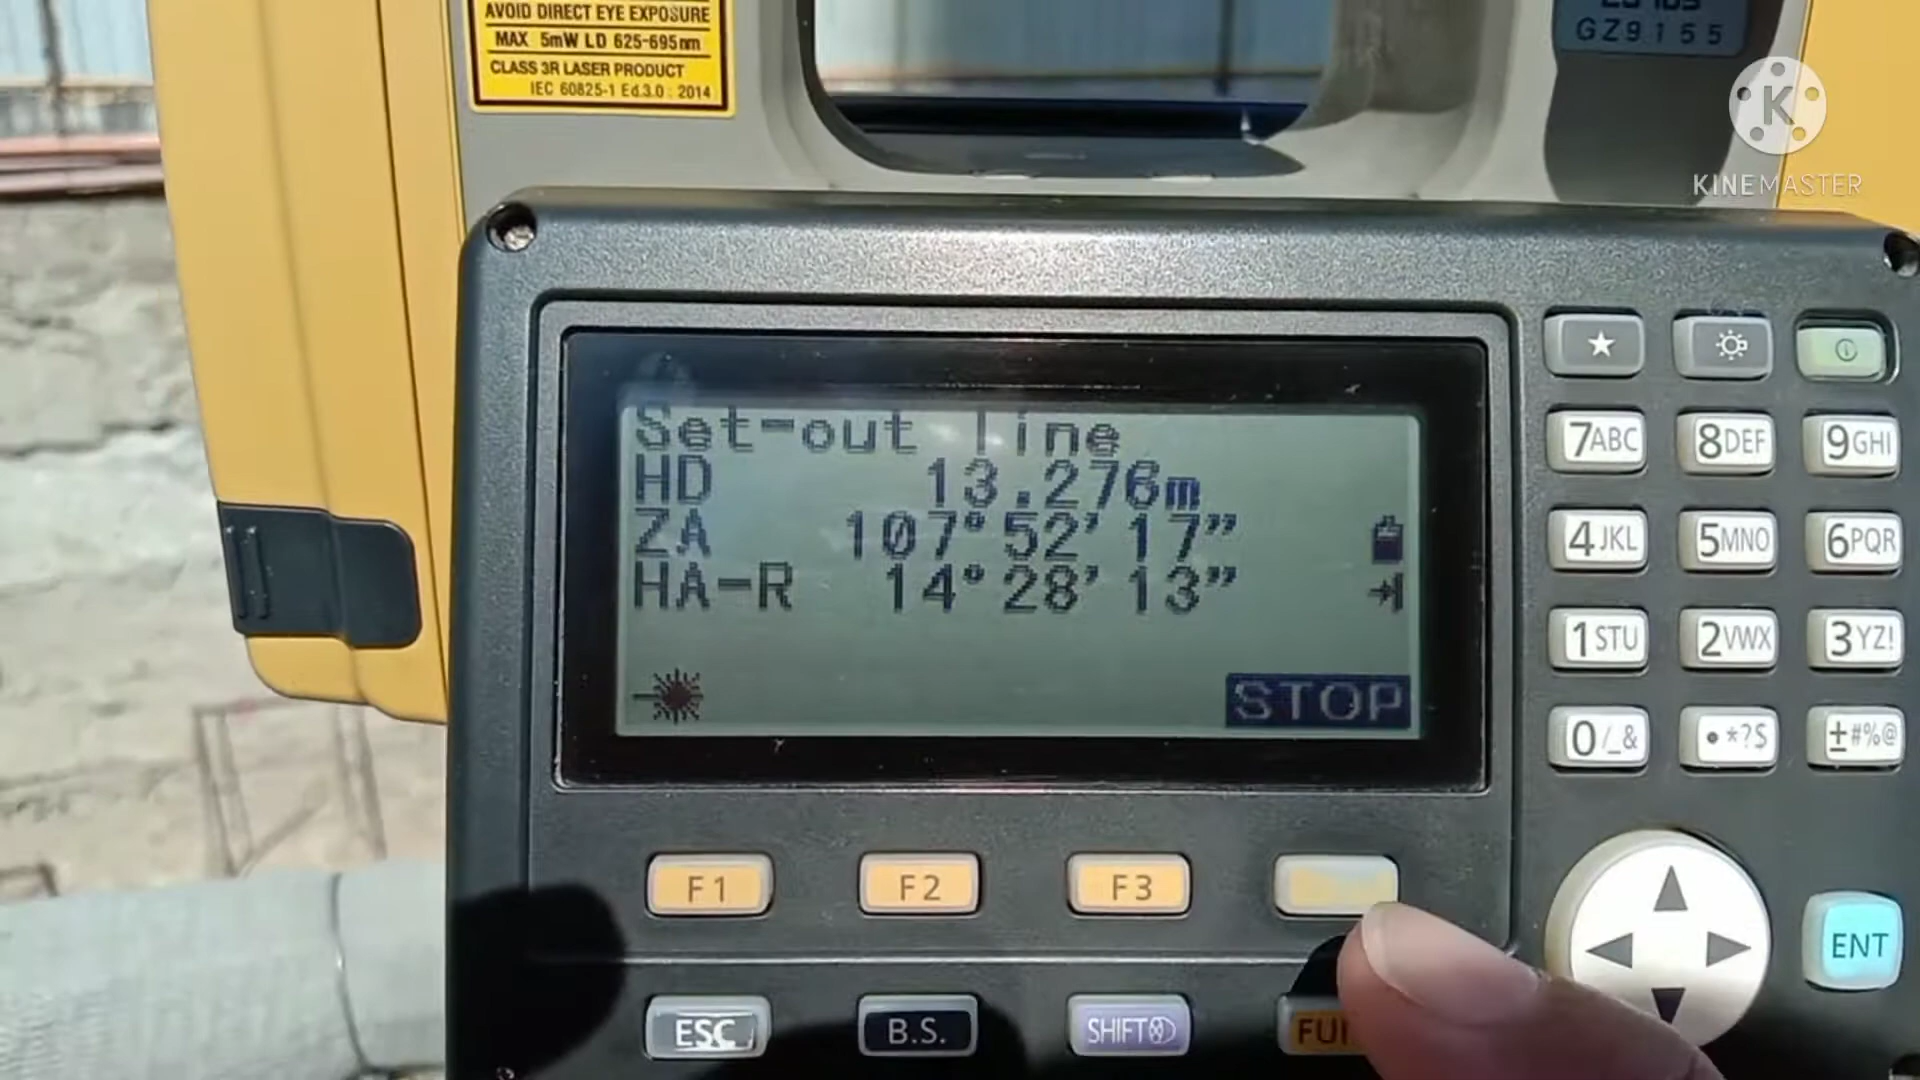 AVOID DIRECT EYE EXPOSURE
MAX 5mW LD 625-695nm
CLASS 3R LASER PRODUCT
IEC 60825-1 Ed.3.0 : 2014
GZ9155
K
KINEMASTER
Set-out line
HD 13.276m
ZA 107°52'17"
HA-R 14°28'13"
STOP
7ABC 8DEF 9GHI
4JKL 5MNO 6PQR
1STU 2VWX 3YZ!
0/_& •*?$ ±#%@
F1 F2 F3
ENT
ESC B.S. SHIFT